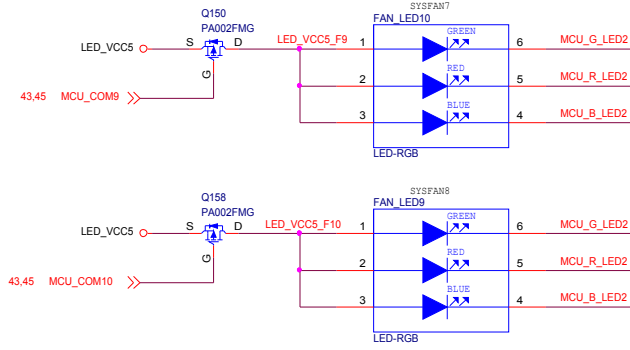 SYSFAN7
Q150
FAN_LED10
PA002FMG
GREEN
LED_VCC5
S
D
LED_VCC5_F9
1
6
MCU_G_LED2
G
RED
2
5
MCU_R_LED2
43,45 MCU_COM9
BLUE
3
4
MCU_B_LED2
LED-RGB
SYSFAN8
Q158
FAN_LED9
PA002FMG
GREEN
LED_VCC5
S
D
LED_VCC5_F10
1
6
MCU_G_LED2
G
RED
2
5
MCU_R_LED2
43,45 MCU_COM10
BLUE
3
4
MCU_B_LED2
LED-RGB